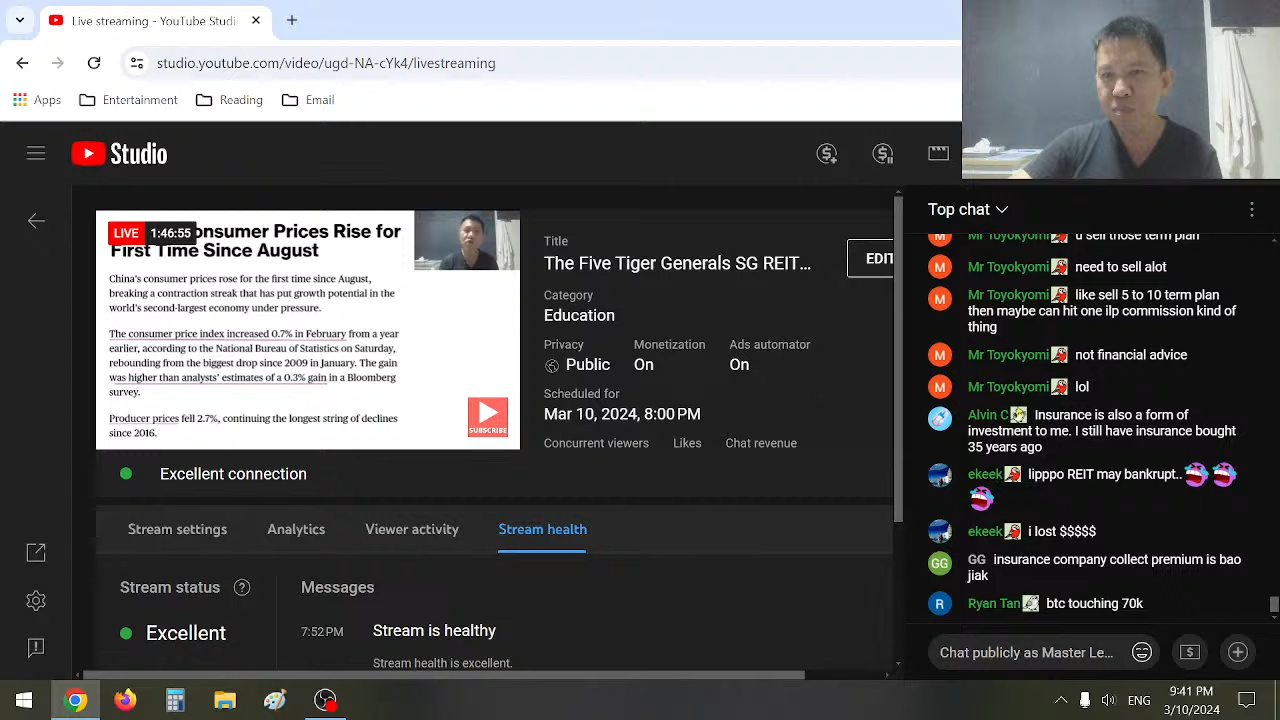 Live streaming - YouTube Studi
studio.youtube.com/video/ugd-NA-cYk4/livestreaming
Apps
Entertainment
Reading
Email
Studio
LIVE 1:46:55
onsumer Prices Rise for
First Time Since August
China's consumer prices rose for the first time since August,
breaking a contraction streak that has put growth potential in the
world's second-largest economy under pressure.
The consumer price index increased 0.7% in February from a year
earlier, according to the National Bureau of Statistics on Saturday,
rebounding from the biggest drop since 2009 in January. The gain
was higher than analysts' estimates of a 0.3% gain in a Bloomberg
survey.
Producer prices fell 2.7%, continuing the longest string of declines
since 2016.
SUBSCRIBE
Title
The Five Tiger Generals SG REIT...
EDIT
Category
Education
Privacy
Monetization
Ads automator
Public
On
On
Scheduled for
Mar 10, 2024, 8:00 PM
Concurrent viewers
Likes
Chat revenue
Excellent connection
Stream settings
Analytics
Viewer activity
Stream health
Stream status
Messages
Excellent
7:52 PM
Stream is healthy
Stream health is excellent.
Top chat
M Mr Toyokyomi u sell those term plan
M Mr Toyokyomi need to sell alot
M Mr Toyokyomi like sell 5 to 10 term plan
then maybe can hit one ilp commission kind of
thing
M Mr Toyokyomi not financial advice
M Mr Toyokyomi lol
Alvin C Insurance is also a form of
investment to me. I still have insurance bought
35 years ago
ekeek lipppo REIT may bankrupt..
ekeek i lost $$$$$
GG GG insurance company collect premium is bao
jiak
R Ryan Tan btc touching 70k
Chat publicly as Master Le...
ENG
9:41 PM
3/10/2024